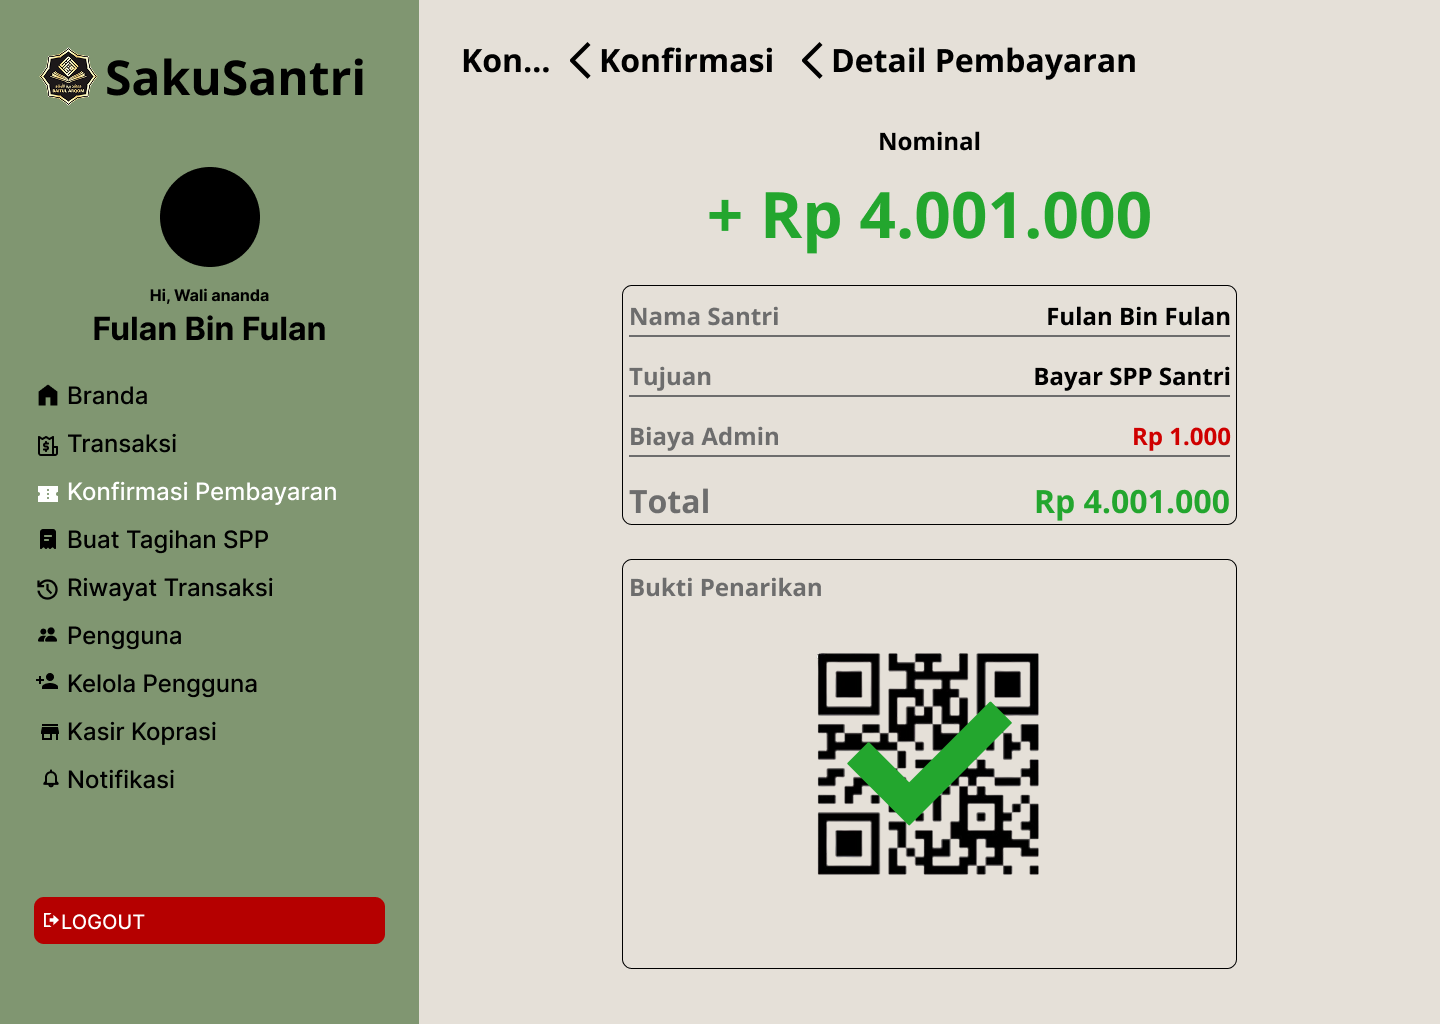 SakuSantri
Hi, Wali ananda
Fulan Bin Fulan
Branda
Transaksi
Konfirmasi Pembayaran
Buat Tagihan SPP
Riwayat Transaksi
Pengguna
Kelola Pengguna
Kasir Koprasi
Notifikasi
LOGOUT
Kon... Konfirmasi Detail Pembayaran
Nominal
+ Rp 4.001.000
Nama Santri Fulan Bin Fulan
Tujuan Bayar SPP Santri
Biaya Admin Rp 1.000
Total Rp 4.001.000
Bukti Penarikan